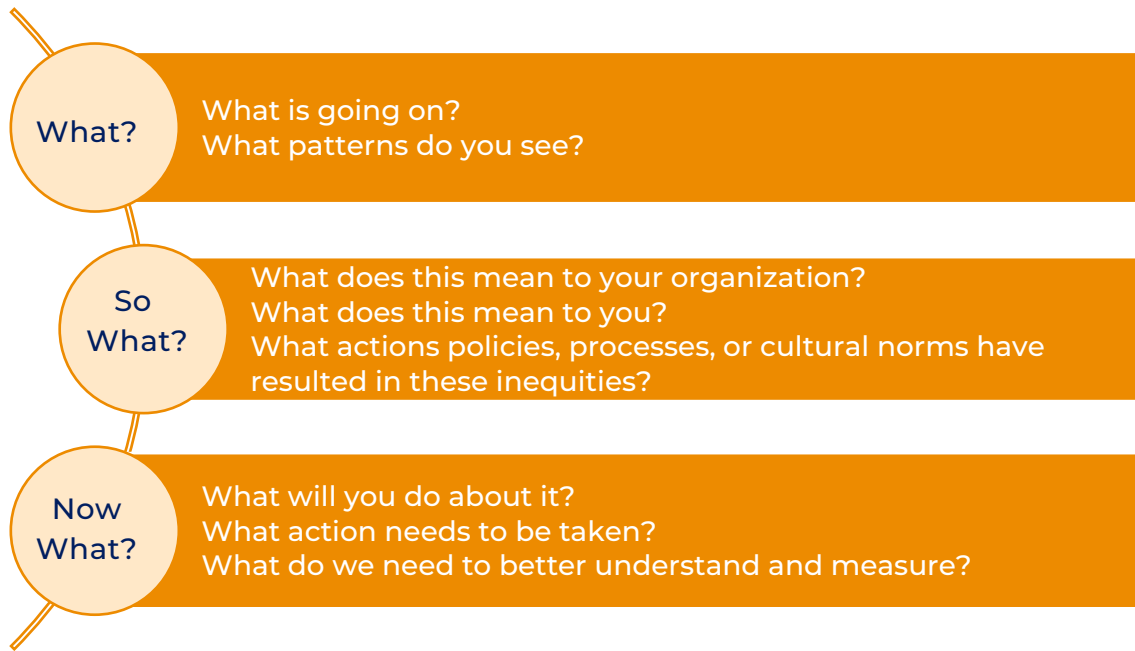 What?
What is going on?
What patterns do you see?
So
What?
What does this mean to your organization?
What does this mean to you?
What actions policies, processes, or cultural norms have
resulted in these inequities?
Now
What?
What will you do about it?
What action needs to be taken?
What do we need to better understand and measure?